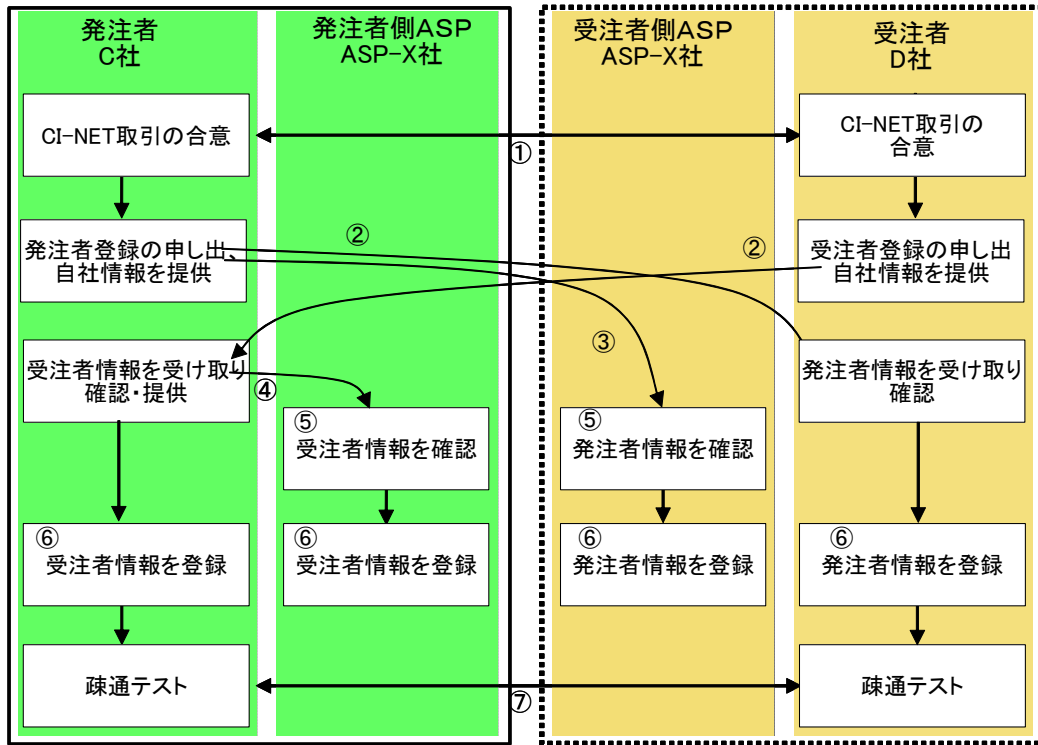 発注者
C社
発注者側ASP
ASP-X社
受注者側ASP
ASP-X社
受注者
D社
CI-NET取引の合意
①
CI-NET取引の
合意
発注者登録の申し出、
自社情報を提供
②
②
受注者登録の申し出
自社情報を提供
受注者情報を受け取り
確認・提供
④
③
発注者情報を受け取り
確認
⑤
受注者情報を確認
⑤
発注者情報を確認
⑥
受注者情報を登録
⑥
受注者情報を登録
⑥
発注者情報を登録
⑥
発注者情報を登録
疎通テスト
⑦
疎通テスト